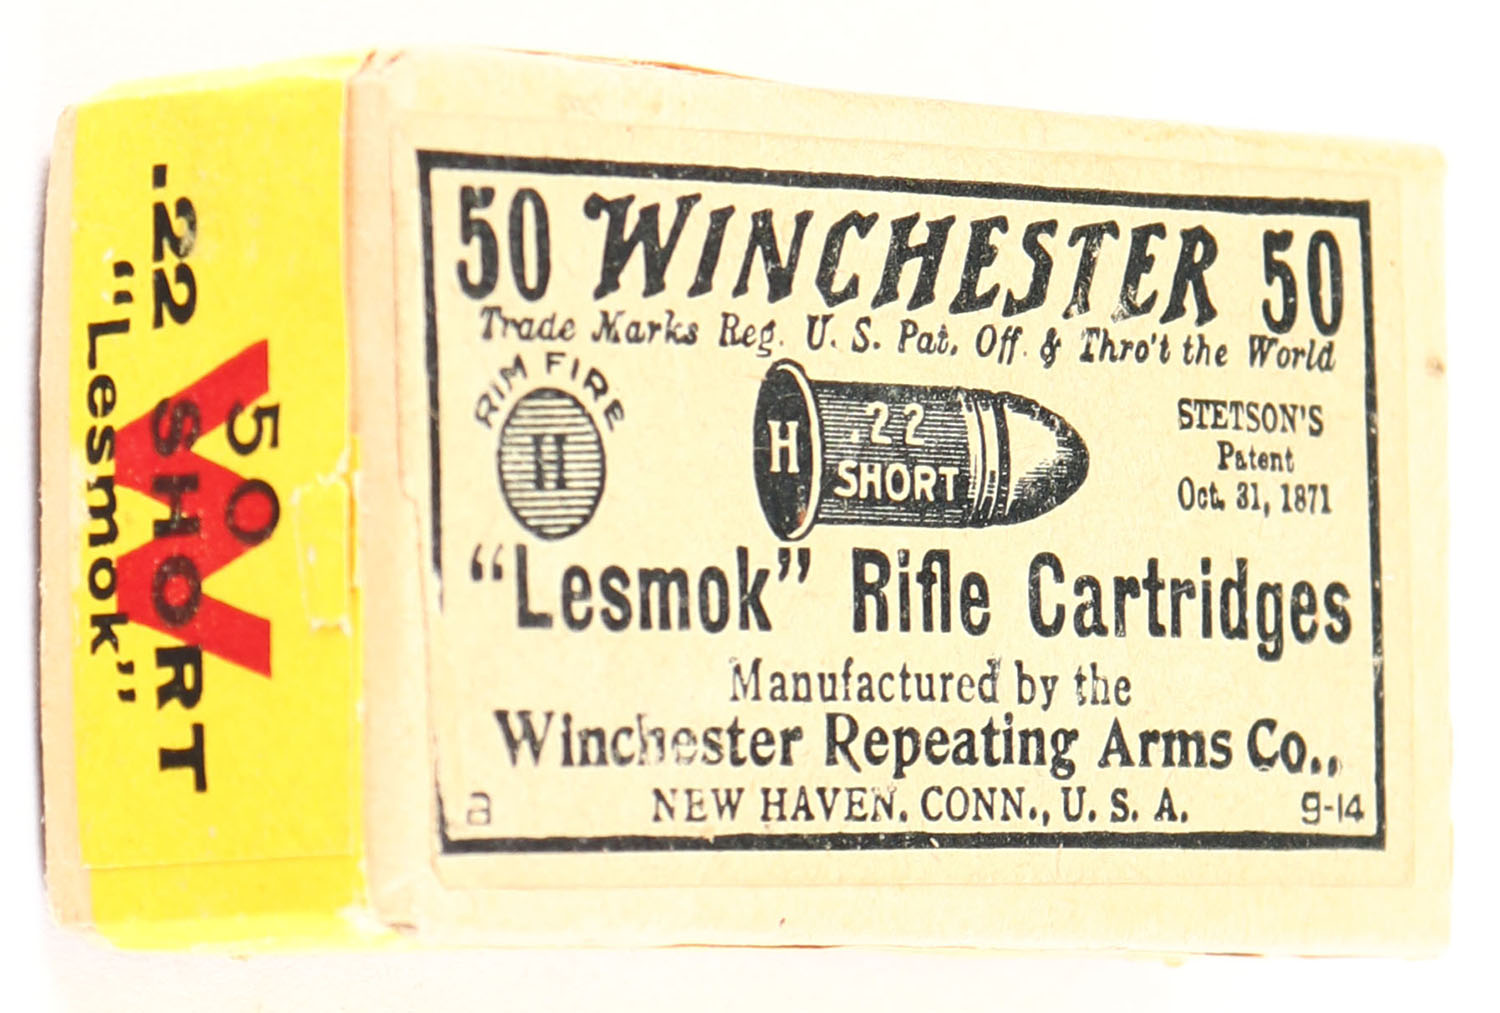 50 WINCHESTER 50
Trade Marks Reg. U. S. Pat. Off. & Thro't the World
RIM FIRE
H
H
.22
SHORT
STETSON'S
Patent
Oct. 31, 1871
"Lesmok" Rifle Cartridges
Manufactured by the
Winchester Repeating Arms Co.,
NEW HAVEN. CONN., U. S. A.
a
9-14
50
W
.22 SHORT
"Lesmok"